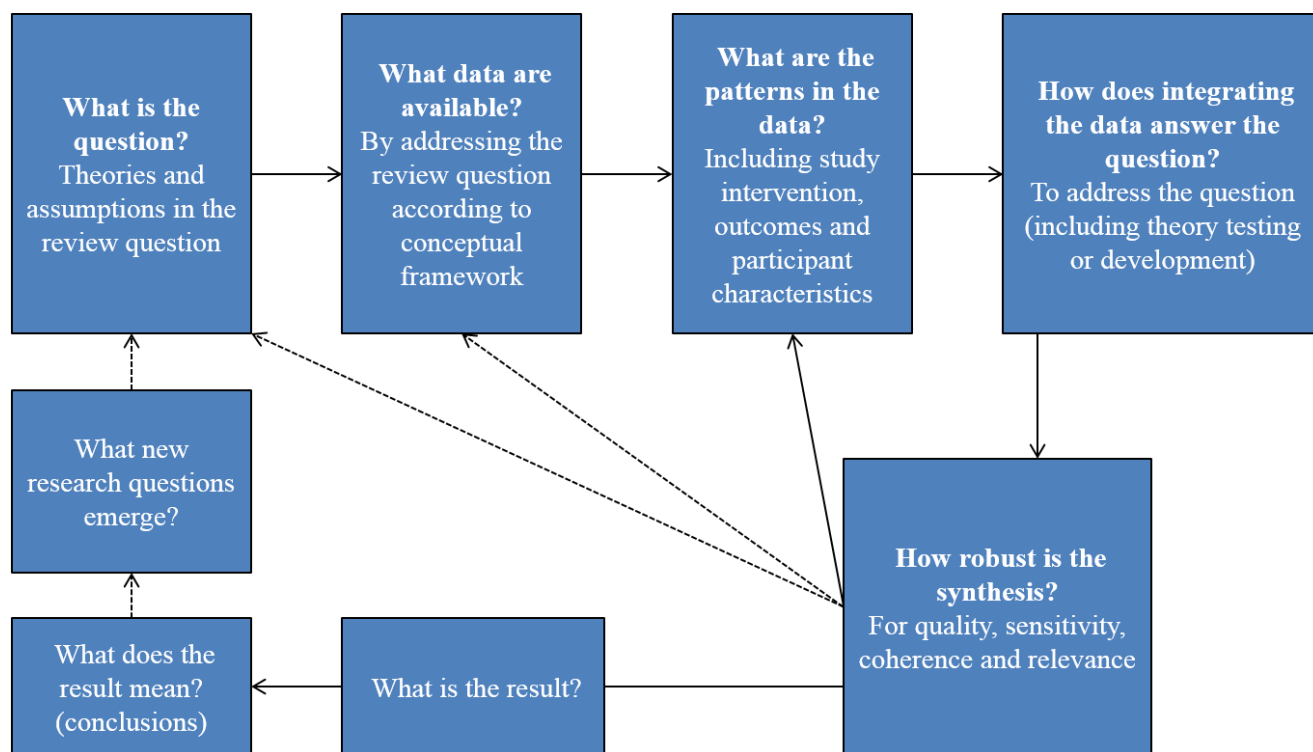 What is the
question?
Theories and
assumptions in the
review question
What data are
available?
By addressing the
review question
according to
conceptual
framework
What are the
patterns in the
data?
Including study
intervention,
outcomes and
participant
characteristics
How does integrating
the data answer the
question?
To address the question
(including theory testing
or development)
What new
research questions
emerge?
How robust is the
synthesis?
For quality, sensitivity,
coherence and relevance
What does the
result mean?
(conclusions)
What is the result?